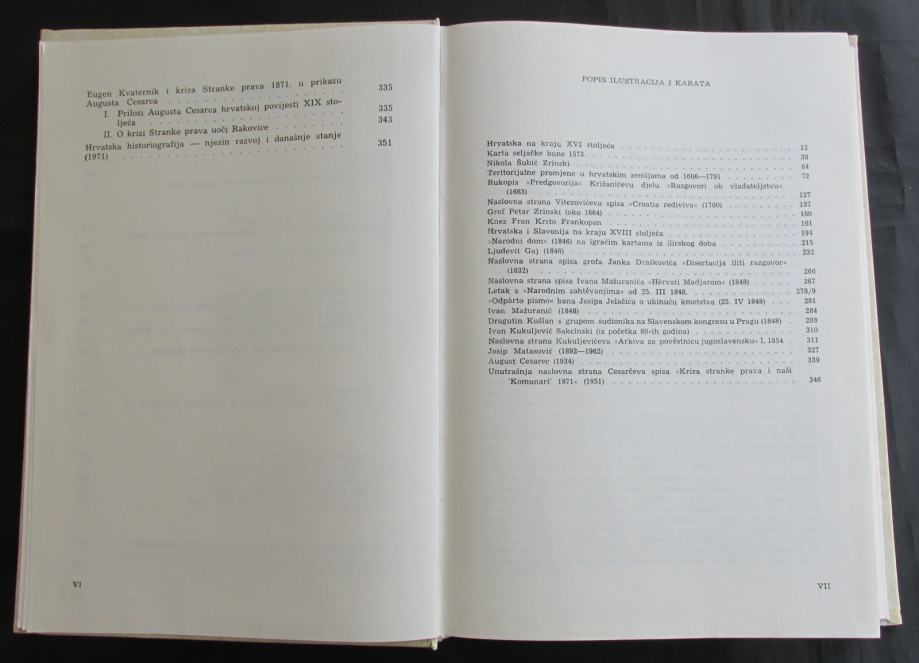 Eugen Kvaternik i kriza Stranke prava 1871. u prikazu
Augusta Cesarca . . . . . . . . . . . . . . . . . 335
I. Prilozi Augusta Cesarca hrvatskoj povijesti XIX sto-
ljeća . . . . . . . . . . . . . . . . . . . 335
II. O krizi Stranke prava uoči Rakovice . . . . . . . 343
Hrvatska historiografija — njezin razvoj i današnje stanje
(1971) . . . . . . . . . . . . . . . . . . . 351
VI
POPIS ILUSTRACIJA I KARATA
Hrvatska na kraju XVI stoljeća . . . . . . . . . . . . . . . . 12
Karta seljačke bune 1573. . . . . . . . . . . . . . . . . . . 38
Nikola Šubić Zrinski . . . . . . . . . . . . . . . . . . . . 64
Teritorijalne promjene u hrvatskim zemljama od 1606—1791 . . . . . . . 72
Rukopis »Predgovorija« Križanićevu djelu »Razgovori ob vladateljstvu«
(1663) . . . . . . . . . . . . . . . . . . . . . . . 127
Naslovna strana Vitezovićeva spisa »Croatia rediviva« (1700) . . . . . . 137
Grof Petar Zrinski (oko 1664) . . . . . . . . . . . . . . . . 160
Knez Fran Krsto Frankopan . . . . . . . . . . . . . . . . . 161
Hrvatska i Slavonija na kraju XVIII stoljeća . . . . . . . . . . . 194
»Narodni dom« (1846) na igraćim kartama iz ilirskog doba . . . . . . . 215
Ljudevit Gaj (1848) . . . . . . . . . . . . . . . . . . . . 232
Naslovna strana spisa grofa Janka Draškovića »Disertacija iliti razgovor«
(1832) . . . . . . . . . . . . . . . . . . . . . . . 266
Naslovna strana spisa Ivana Mažuranića »Hèrvati Madjarom« (1848) . . . . 267
Letak s »Narodnim zahtěvanjima« od 25. III 1848. . . . . . . . . . 278/9
»Odpàrto pismo« bana Josipa Jelačića o ukinuću kmetstva (25. IV 1848) . . . 281
Ivan Mažuranić (1848) . . . . . . . . . . . . . . . . . . . 284
Dragutin Kušlan s grupom sudionika na Slavenskom kongresu u Pragu (1848) . 288
Ivan Kukuljević Sakcinski (iz početka 80-ih godina) . . . . . . . . . 310
Naslovna strana Kukuljevićeva »Arkiva za pověstnicu jugoslavensku« I, 1854 . 311
Josip Matasović (1892—1962) . . . . . . . . . . . . . . . . . 327
August Cesarec (1934) . . . . . . . . . . . . . . . . . . . 339
Unutrašnja naslovna strana Cesarčeva spisa »Kriza stranke prava i naši
'Komunari' 1871« (1951) . . . . . . . . . . . . . . . . . 346
VII